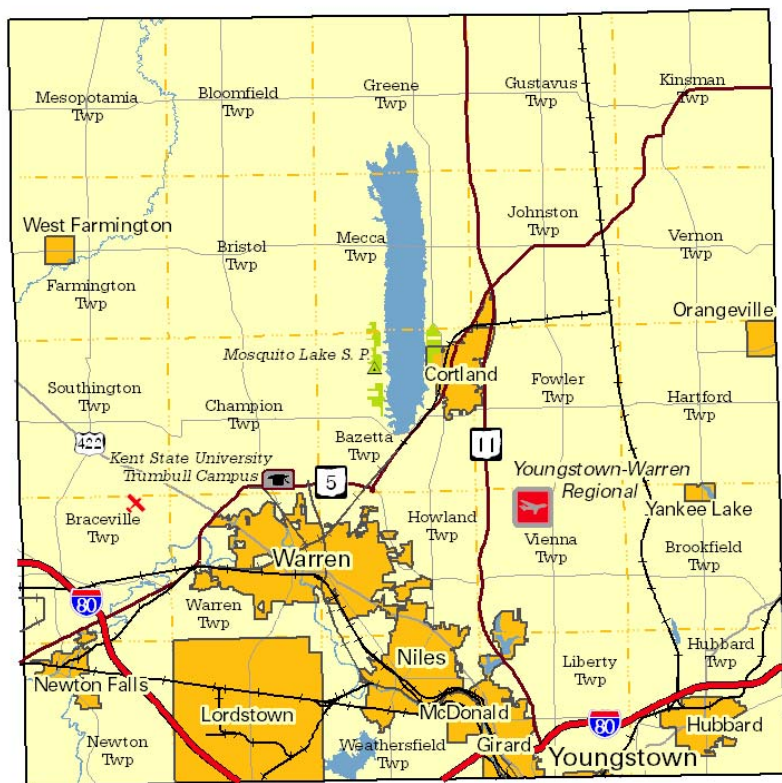 Mesopotamia
Twp
Bloomfield
Twp
Greene
Twp
Gustavus
Twp
Kinsman
Twp
West Farmington
Farmington
Twp
Bristol
Twp
Mecca
Twp
Johnston
Twp
Vernon
Twp
Orangeville
Mosquito Lake S. P.
Cortland
Southington
Twp
Champion
Twp
Bazetta
Twp
Fowler
Twp
Hartford
Twp
422
Kent State University
Trumbull Campus
5
11
Youngstown-Warren
Regional
Yankee Lake
Braceville
Twp
Warren
Howland
Twp
Vienna
Twp
Brookfield
Twp
80
Warren
Twp
Newton Falls
Niles
Liberty
Twp
Hubbard
Twp
Lordstown
McDonald
Girard
80
Hubbard
Newton
Twp
Weathersfield
Twp
Youngstown